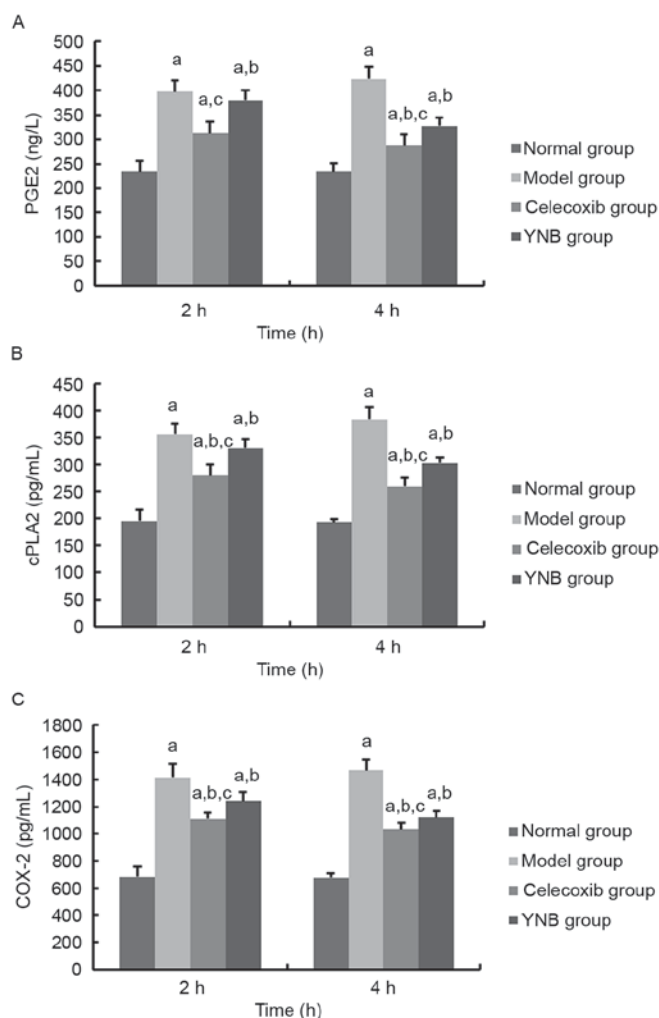 A
PGE2 (ng/L)
500
450
400
350
300
250
200
150
100
50
0
a
a,c
a,b
a
a,b,c
a,b
2 h
4 h
Time (h)
Normal group
Model group
Celecoxib group
YNB group
B
cPLA2 (pg/mL)
450
400
350
300
250
200
150
100
50
0
a
a,b,c
a,b
a
a,b,c
a,b
2 h
4 h
Time (h)
Normal group
Model group
Celecoxib group
YNB group
C
COX-2 (pg/mL)
1800
1600
1400
1200
1000
800
600
400
200
0
a
a,b,c
a,b
a
a,b,c
a,b
2 h
4 h
Time (h)
Normal group
Model group
Celecoxib group
YNB group